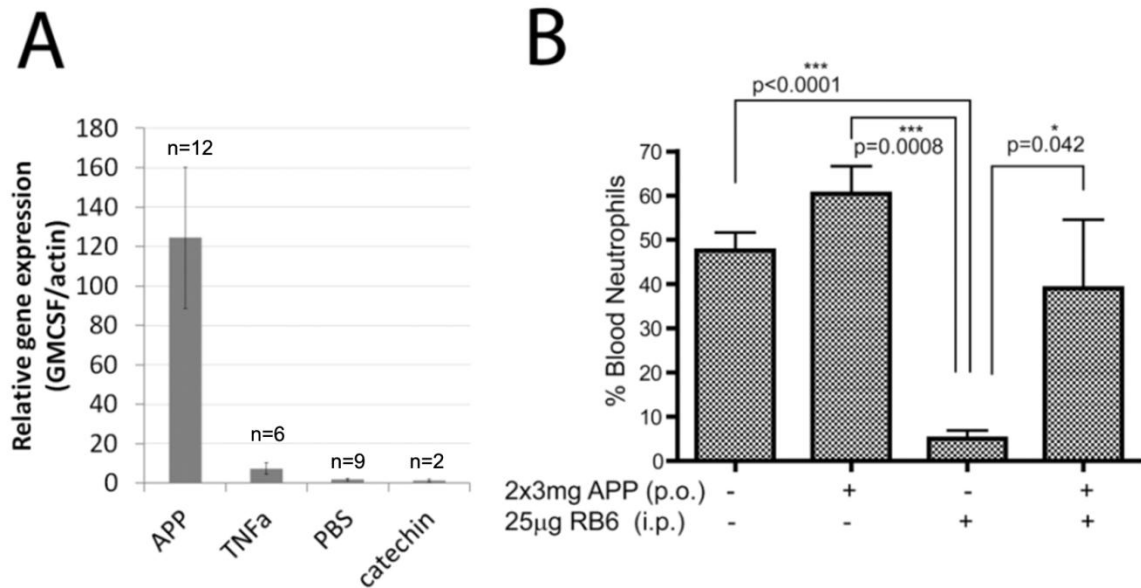 A
Relative gene expression
(GMCSF/actin)
180
160
140
120
100
80
60
40
20
0
n=12
n=6
n=9
n=2
APP
TNFa
PBS
catechin
B
***
p<0.0001
***
p=0.0008
*
p=0.042
% Blood Neutrophils
70
60
50
40
30
20
10
0
2x3mg APP (p.o.) - + - +
25μg RB6 (i.p.) - - + +